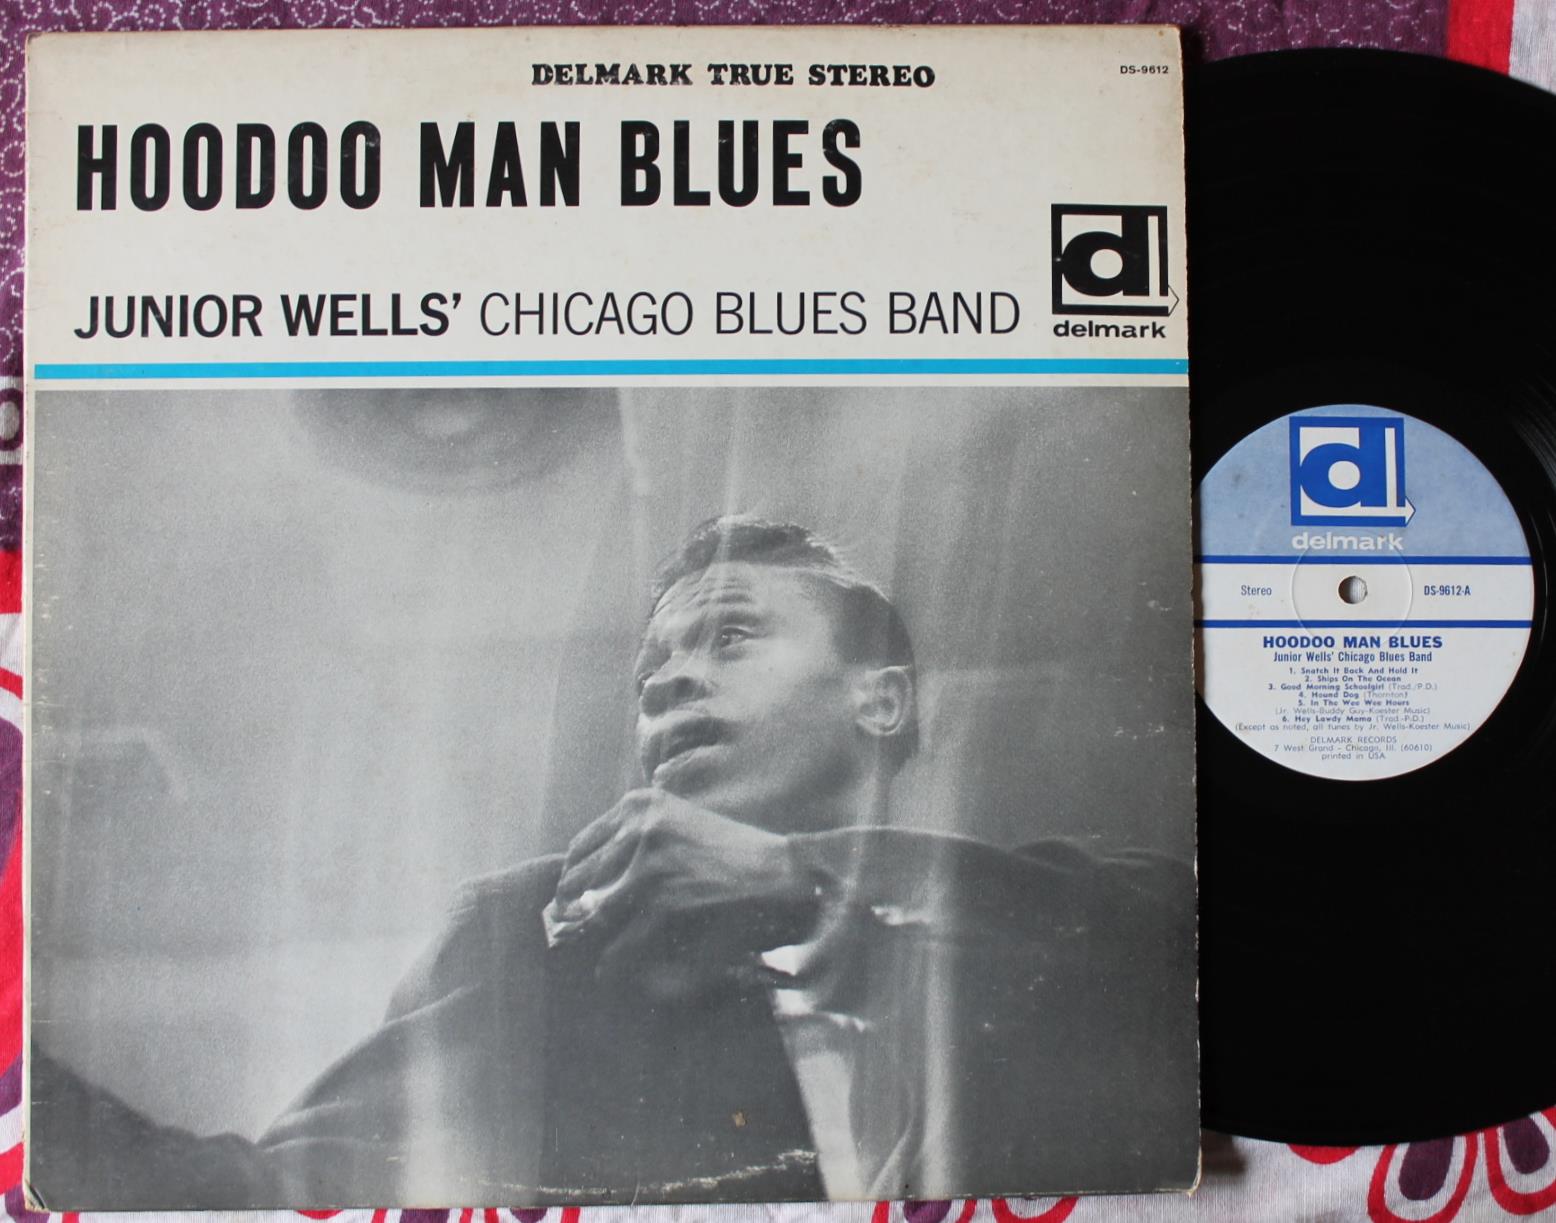 DELMARK TRUE STEREO
DS-9612
HOODOO MAN BLUES
JUNIOR WELLS' CHICAGO BLUES BAND
d
delmark
d
delmark
Stereo
DS-9612-A
HOODOO MAN BLUES
Junior Wells' Chicago Blues Band
1. Snatch It Back And Hold It
2. Ships On The Ocean
3. Good Morning Schoolgirl (Trad./P.D.)
4. Hound Dog (Thornton)
5. In The Wee Wee Hours
(Jr. Wells-Buddy Guy-Koester Music)
6. Hey Lawdy Mama (Trad.-P.D.)
(Except as noted, all tunes by Jr. Wells-Koester Music)
DELMARK RECORDS
7 West Grand - Chicago, Ill. (60610)
printed in USA